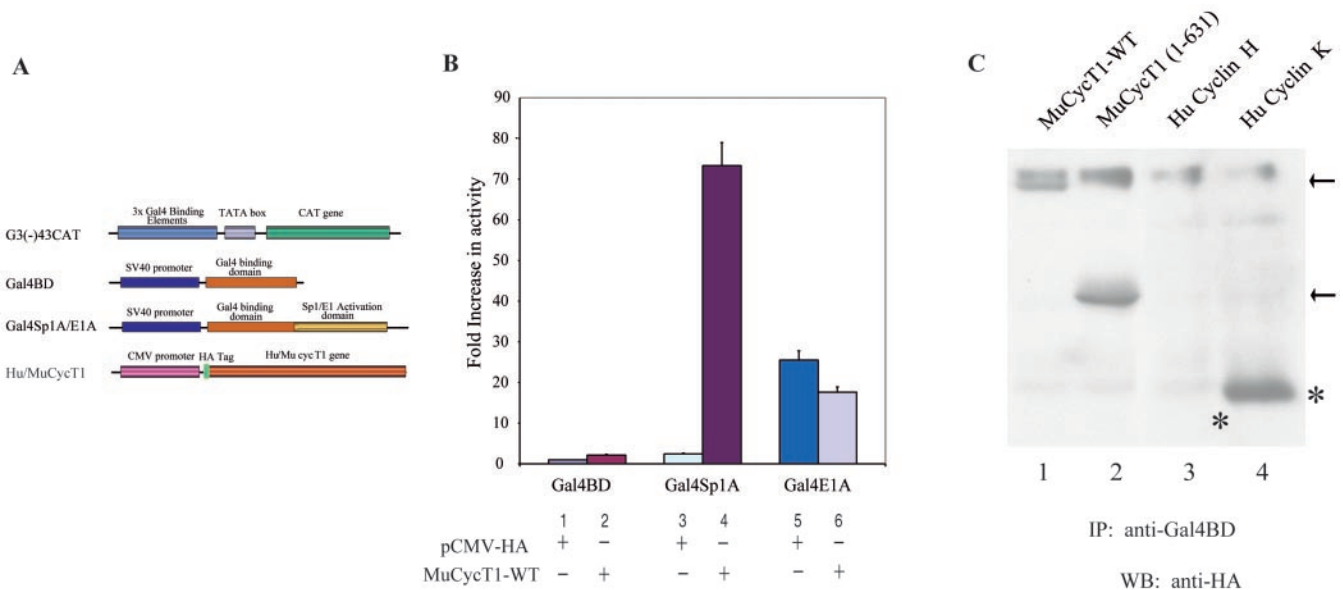 A
3x Gal4 Binding
Elements
TATA box
CAT gene
G3(-)43CAT
SV40 promoter
Gal4 binding
domain
Gal4BD
SV40 promoter
Gal4 binding
domain
Sp1/E1 Activation
domain
Gal4Sp1A/E1A
CMV promoter
HA Tag
Hu/Mu cyc T1 gene
Hu/MuCycT1
B
Fold Increase in activity
90
80
70
60
50
40
30
20
10
0
Gal4BD Gal4Sp1A Gal4E1A
1 2 3 4 5 6
pCMV-HA + − + − + −
MuCycT1-WT − + − + − +
C
MuCycT1-WT
MuCycT1 (1-631)
Hu Cyclin H
Hu Cyclin K
←
←
*
*
1 2 3 4
IP: anti-Gal4BD
WB: anti-HA